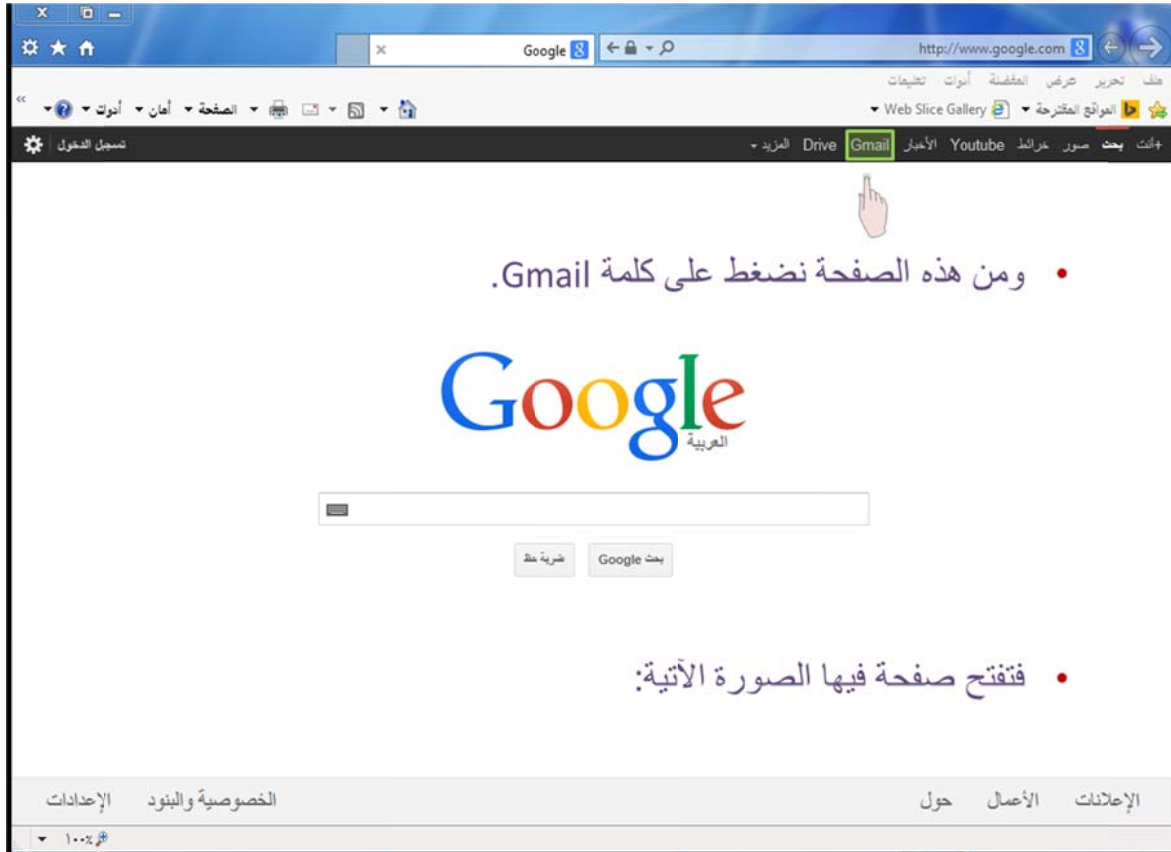 Google
http://www.google.com
ملف تحرير عرض المفضلة أدوات تعليمات
المواقع المقترحة Web Slice Gallery
الصفحة أمان أدوات
+أنت بحث صور خرائط Youtube الأخبار Gmail Drive المزيد
تسجيل الدخول
ومن هذه الصفحة نضغط على كلمة Gmail.
Google
العربية
بحث Google
ضربة حظ
فتفتح صفحة فيها الصورة الآتية:
الإعلانات الأعمال حول
الخصوصية والبنود الإعدادات
١٠٠%